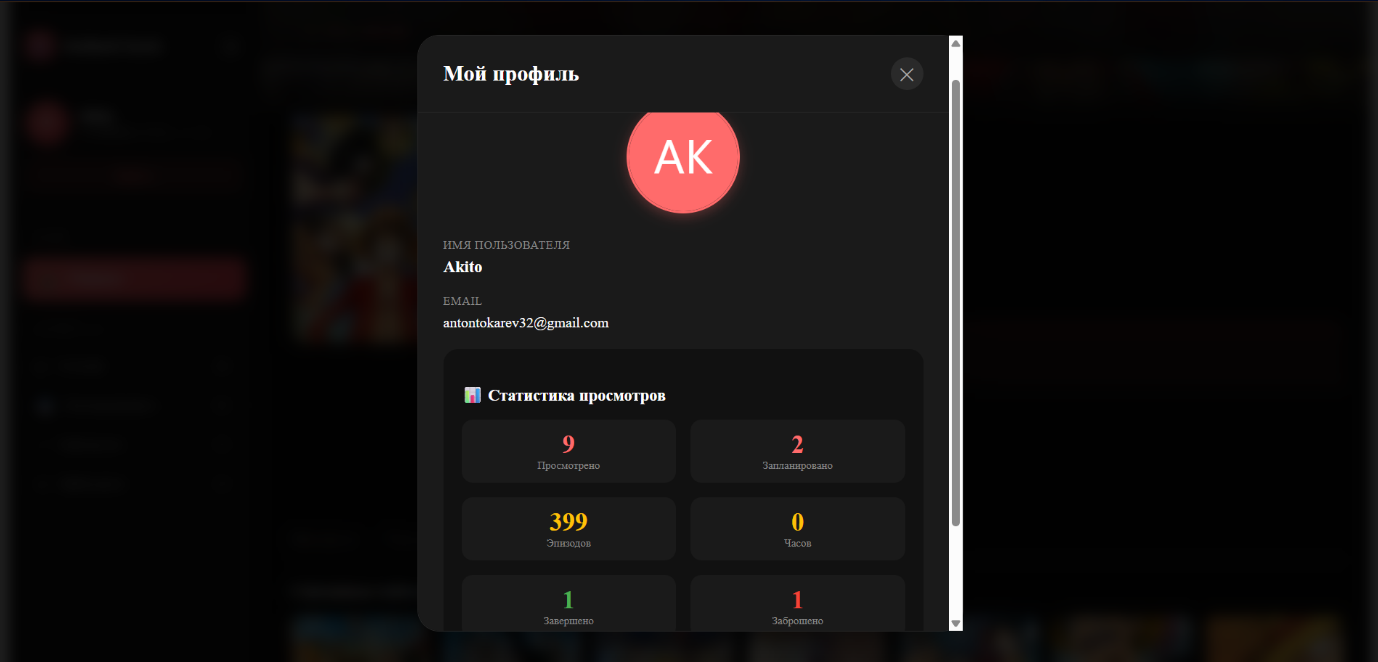 Мой профиль
AK
ИМЯ ПОЛЬЗОВАТЕЛЯ
Akito
EMAIL
antontokarev32@gmail.com
📊 Статистика просмотров
9 2
Просмотрено Запланировано
399 0
Эпизодов Часов
1 1
Завершено Заброшено